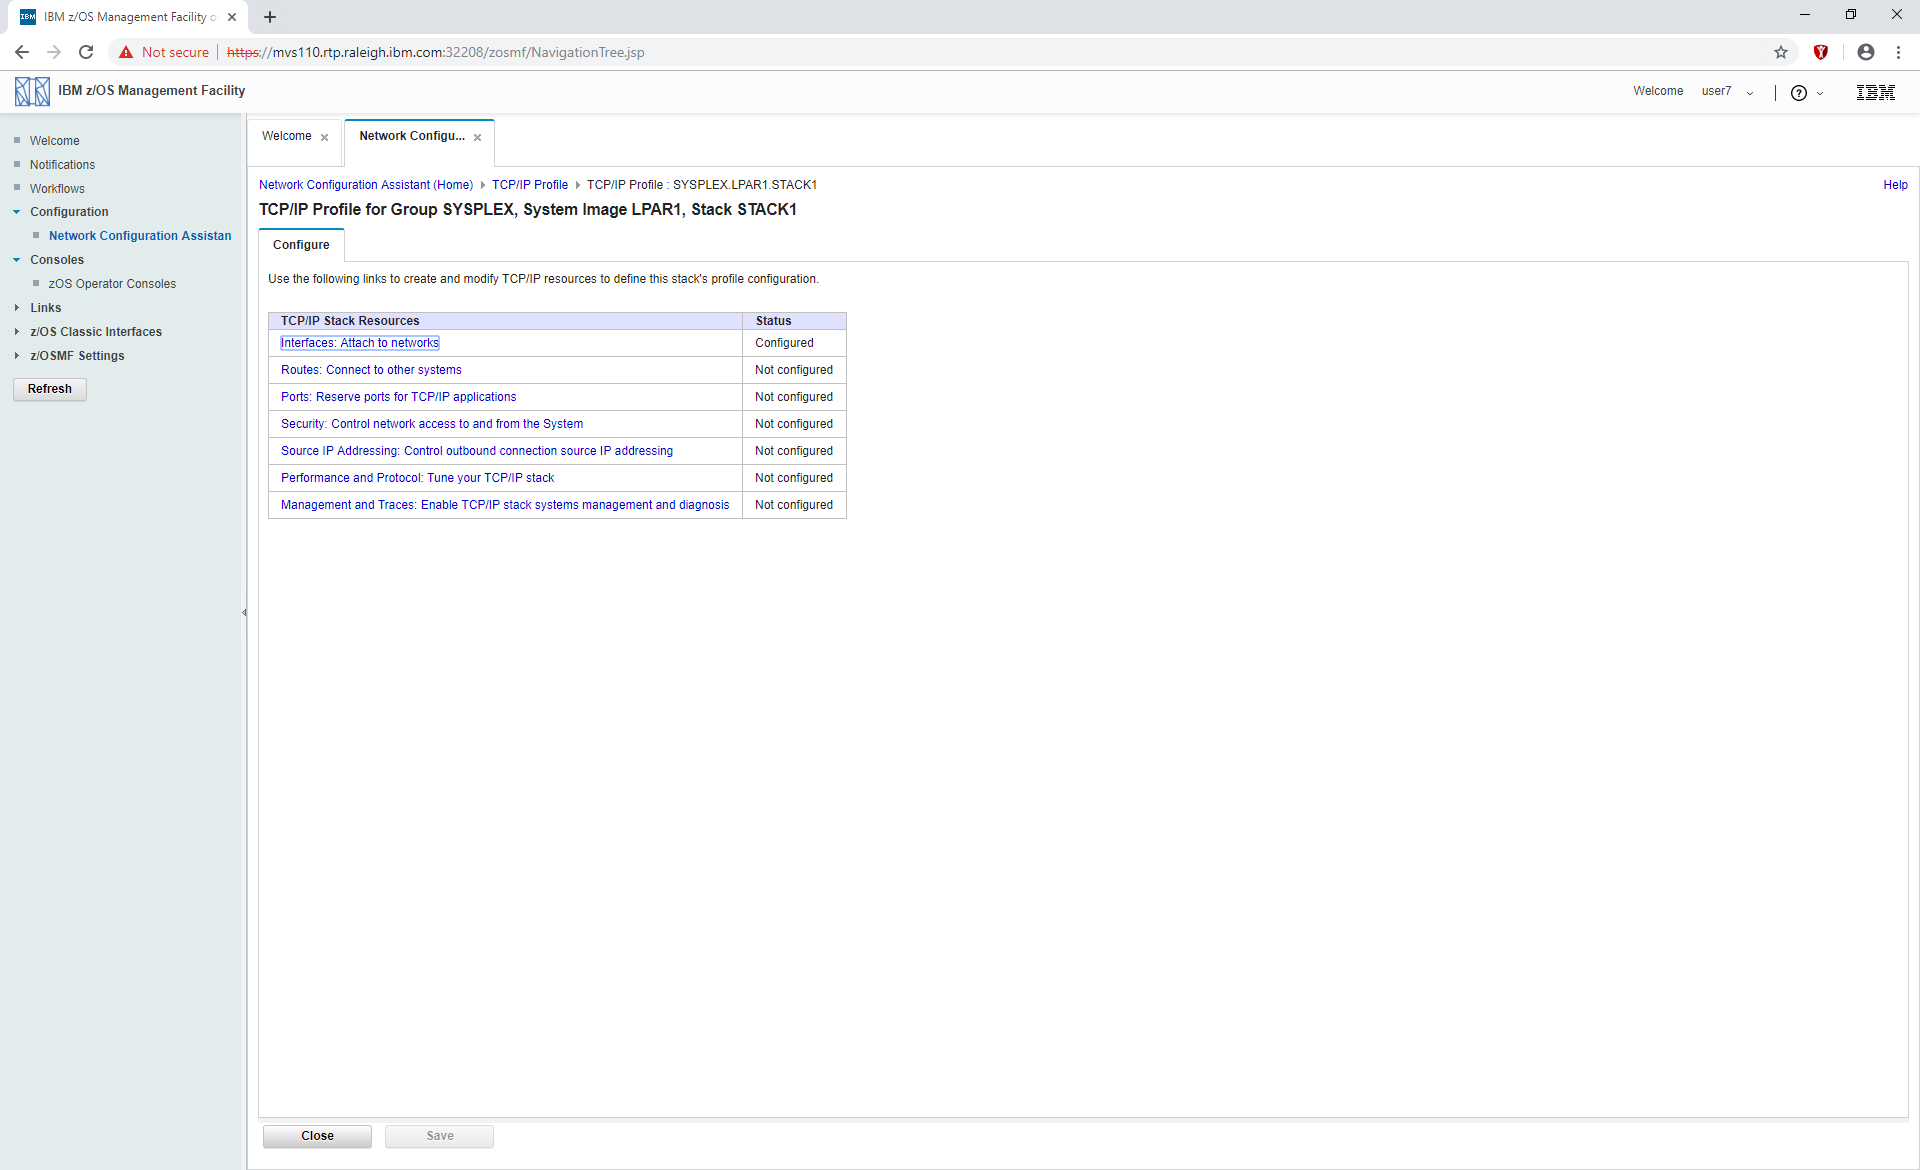 IBM z/OS Management Facility o
Not secure
https://mvs110.rtp.raleigh.ibm.com:32208/zosmf/NavigationTree.jsp
IBM z/OS Management Facility
Welcome user7
IBM
Welcome
Notifications
Workflows
Configuration
Network Configuration Assistan
Consoles
zOS Operator Consoles
Links
z/OS Classic Interfaces
z/OSMF Settings
Refresh
Welcome
Network Configu...
Network Configuration Assistant (Home) TCP/IP Profile TCP/IP Profile : SYSPLEX.LPAR1.STACK1
Help
TCP/IP Profile for Group SYSPLEX, System Image LPAR1, Stack STACK1
Configure
Use the following links to create and modify TCP/IP resources to define this stack's profile configuration.
TCP/IP Stack Resources Status
Interfaces: Attach to networks Configured
Routes: Connect to other systems Not configured
Ports: Reserve ports for TCP/IP applications Not configured
Security: Control network access to and from the System Not configured
Source IP Addressing: Control outbound connection source IP addressing Not configured
Performance and Protocol: Tune your TCP/IP stack Not configured
Management and Traces: Enable TCP/IP stack systems management and diagnosis Not configured
Close Save